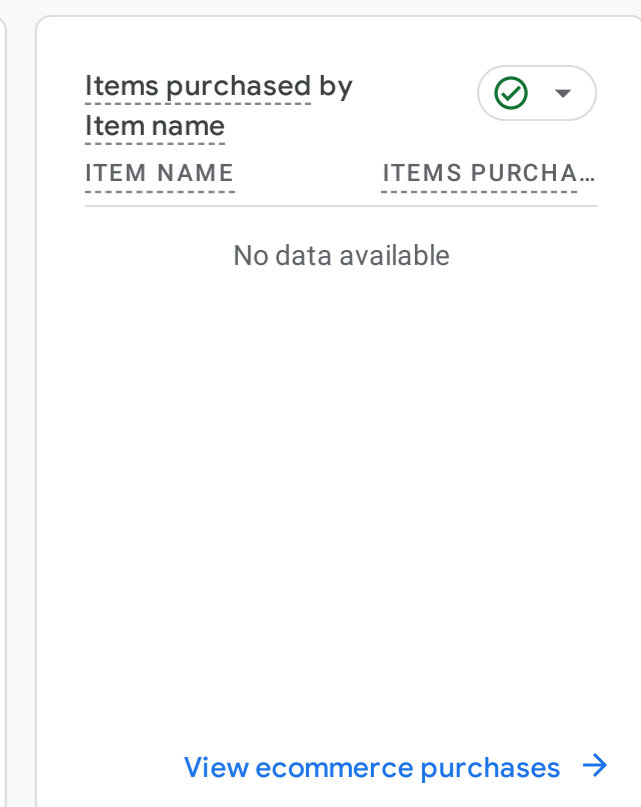 Items purchased by
Item name
ITEM NAME ITEMS PURCHA...
No data available
View ecommerce purchases